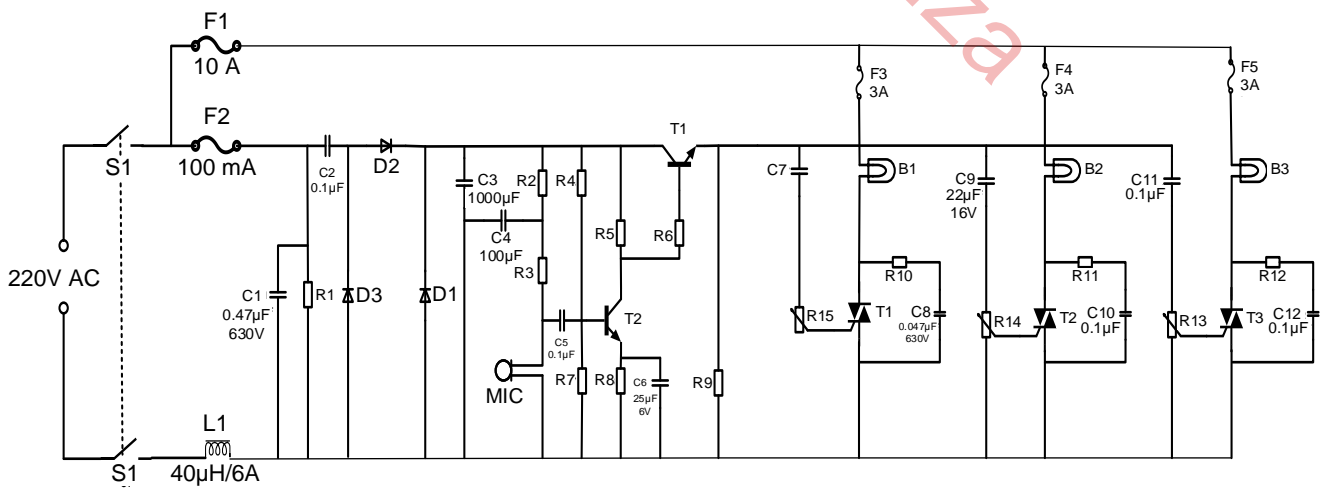 F1
10 A
F2
100 mA
S1
220V AC
S1
L1
40µH/6A
C1
0.47µF
630V
R1
C2
0.1µF
D2
D3
D1
C3
1000µF
C4
100µF
R2
R3
R4
R5
R6
T1
C5
0.1µF
T2
MIC
R7
R8
C6
25µF
6V
R9
F3
3A
C7
B1
R10
R15
T1
C8
0.047µF
630V
F4
3A
C9
22µF
16V
B2
R11
R14
T2
C10
0.1µF
F5
3A
C11
0.1µF
B3
R12
R13
T3
C12
0.1µF
iza